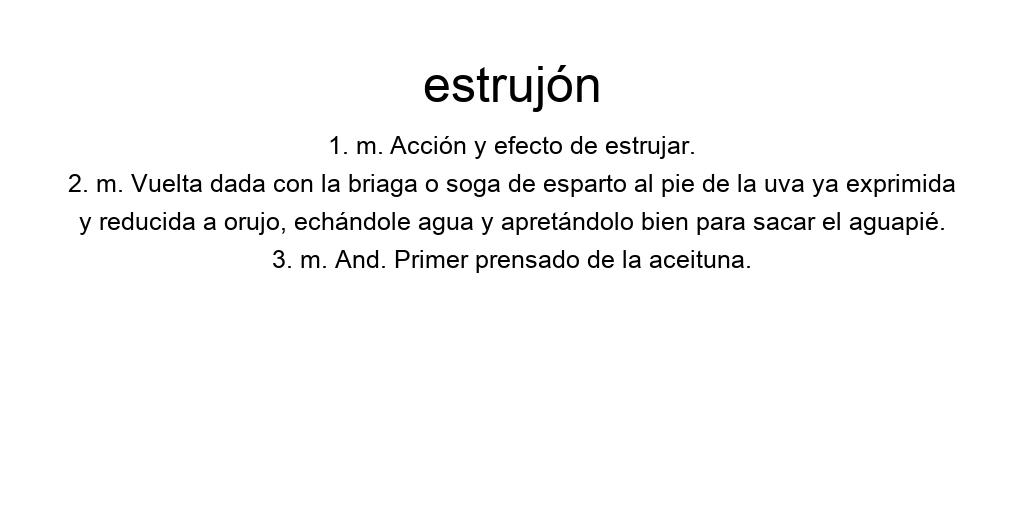 estrujón
1. m. Acción y efecto de estrujar.
2. m. Vuelta dada con la briaga o soga de esparto al pie de la uva ya exprimida
y reducida a orujo, echándole agua y apretándolo bien para sacar el aguapié.
3. m. And. Primer prensado de la aceituna.